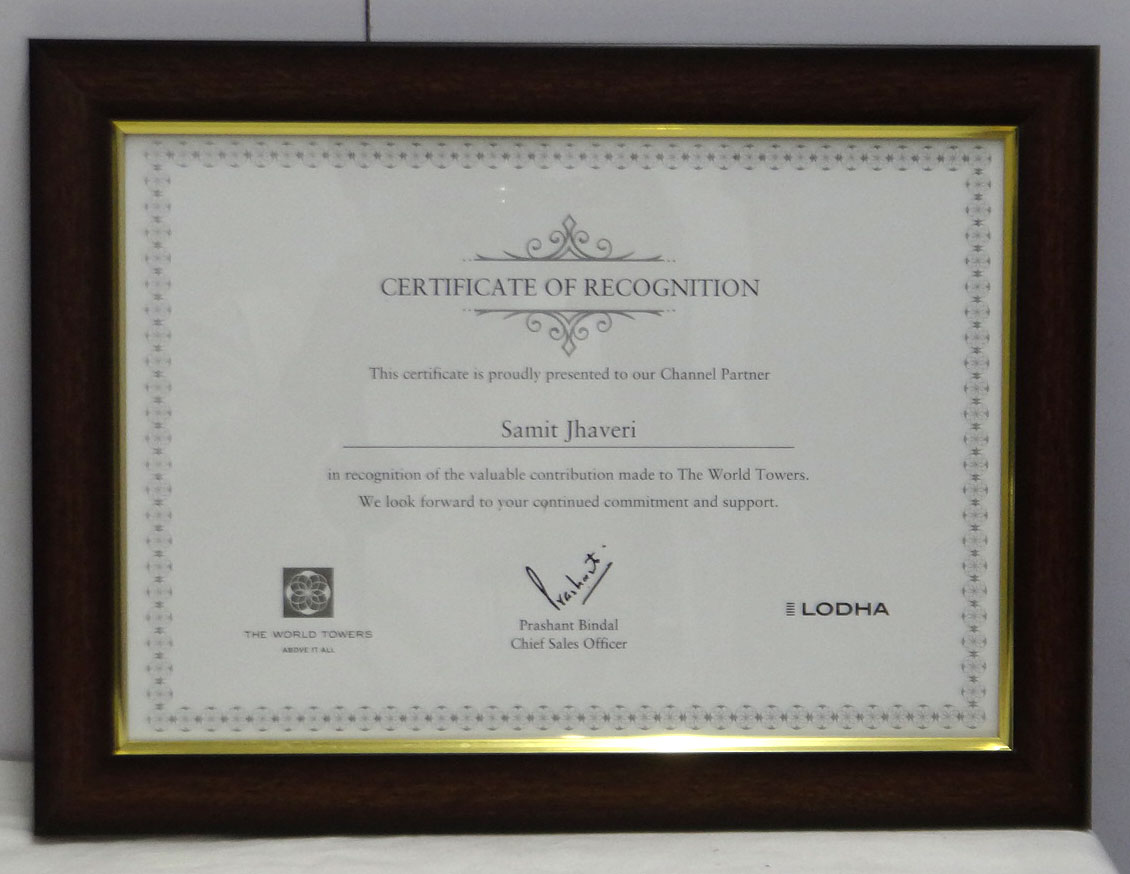 CERTIFICATE OF RECOGNITION
This certificate is proudly presented to our Channel Partner
Samit Jhaveri
in recognition of the valuable contribution made to The World Towers.
We look forward to your continued commitment and support.
Prashant
Prashant Bindal
Chief Sales Officer
THE WORLD TOWERS
ABOVE IT ALL
LODHA